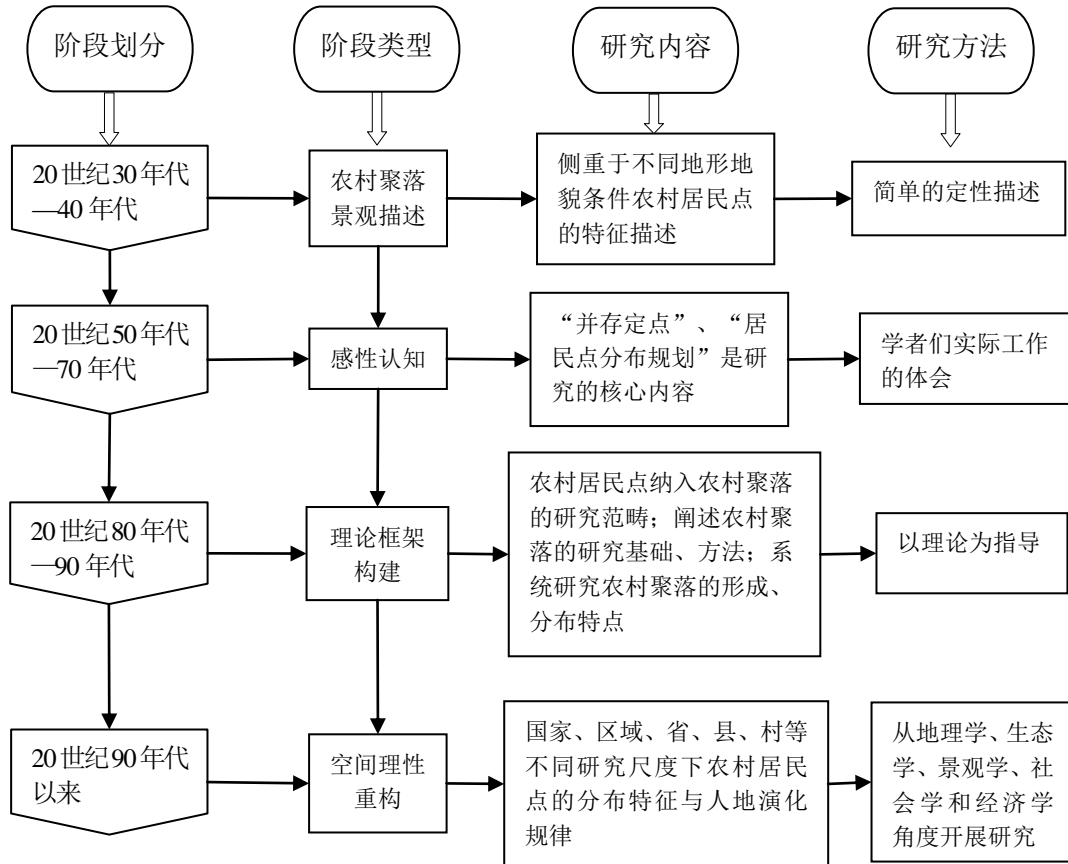 阶段划分
阶段类型
研究内容
研究方法
20世纪30年代
—40年代
农村聚落
景观描述
侧重于不同地形地
貌条件农村居民点
的特征描述
简单的定性描述
20世纪50年代
—70年代
感性认知
“并存定点”、“居
民点分布规划”是研
究的核心内容
学者们实际工作
的体会
20世纪80年代
—90年代
理论框架
构建
农村居民点纳入农村聚落
的研究范畴；阐述农村聚
落的研究基础、方法；系
统研究农村聚落的形成、
分布特点
以理论为指导
20世纪90年代
以来
空间理性
重构
国家、区域、省、县、村等
不同研究尺度下农村居民
点的分布特征与人地演化
规律
从地理学、生态
学、景观学、社
会学和经济学
角度开展研究